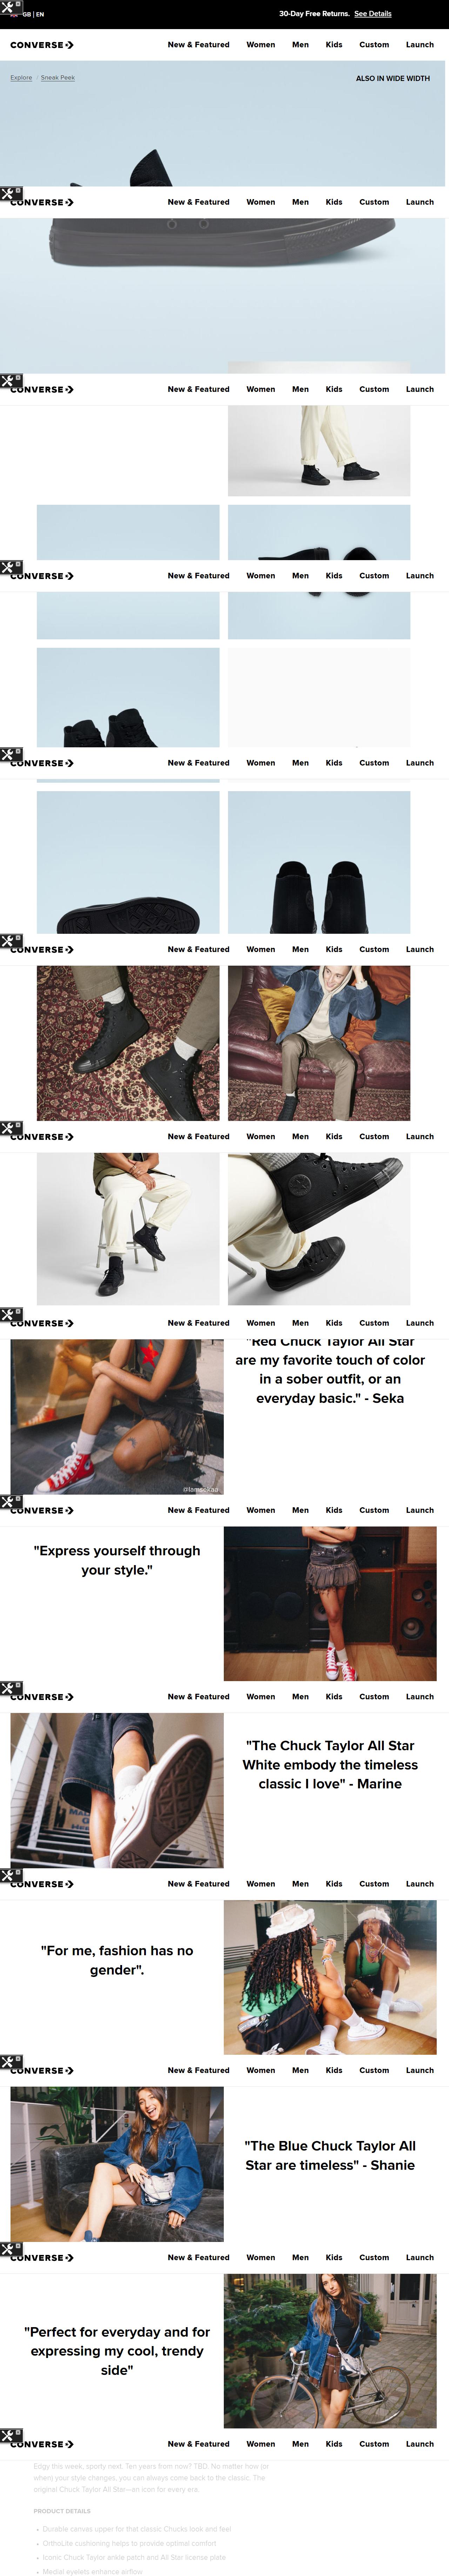 GB | EN
30-Day Free Returns. See Details
CONVERSE
New & Featured Women Men Kids Custom Launch
Explore / Sneak Peek
ALSO IN WIDE WIDTH
CONVERSE
New & Featured Women Men Kids Custom Launch
CONVERSE
New & Featured Women Men Kids Custom Launch
CONVERSE
New & Featured Women Men Kids Custom Launch
CONVERSE
New & Featured Women Men Kids Custom Launch
CONVERSE
New & Featured Women Men Kids Custom Launch
CONVERSE
New & Featured Women Men Kids Custom Launch
CONVERSE
New & Featured Women Men Kids Custom Launch
"Red Chuck Taylor All Star
are my favorite touch of color
in a sober outfit, or an
everyday basic." - Seka
CONVERSE
New & Featured Women Men Kids Custom Launch
"Express yourself through
your style."
CONVERSE
New & Featured Women Men Kids Custom Launch
"The Chuck Taylor All Star
White embody the timeless
classic I love" - Marine
CONVERSE
New & Featured Women Men Kids Custom Launch
"For me, fashion has no
gender".
CONVERSE
New & Featured Women Men Kids Custom Launch
"The Blue Chuck Taylor All
Star are timeless" - Shanie
CONVERSE
New & Featured Women Men Kids Custom Launch
"Perfect for everyday and for
expressing my cool, trendy
side"
CONVERSE
New & Featured Women Men Kids Custom Launch
Edgy this week, sporty next. Ten years from now? TBD. No matter how (or
when) your style changes, you can always come back to the classic. The
original Chuck Taylor All Star—an icon for every era.
PRODUCT DETAILS
• Durable canvas upper for that classic Chucks look and feel
• OrthoLite cushioning helps to provide optimal comfort
• Iconic Chuck Taylor ankle patch and All Star license plate
• Medial eyelets enhance airflow